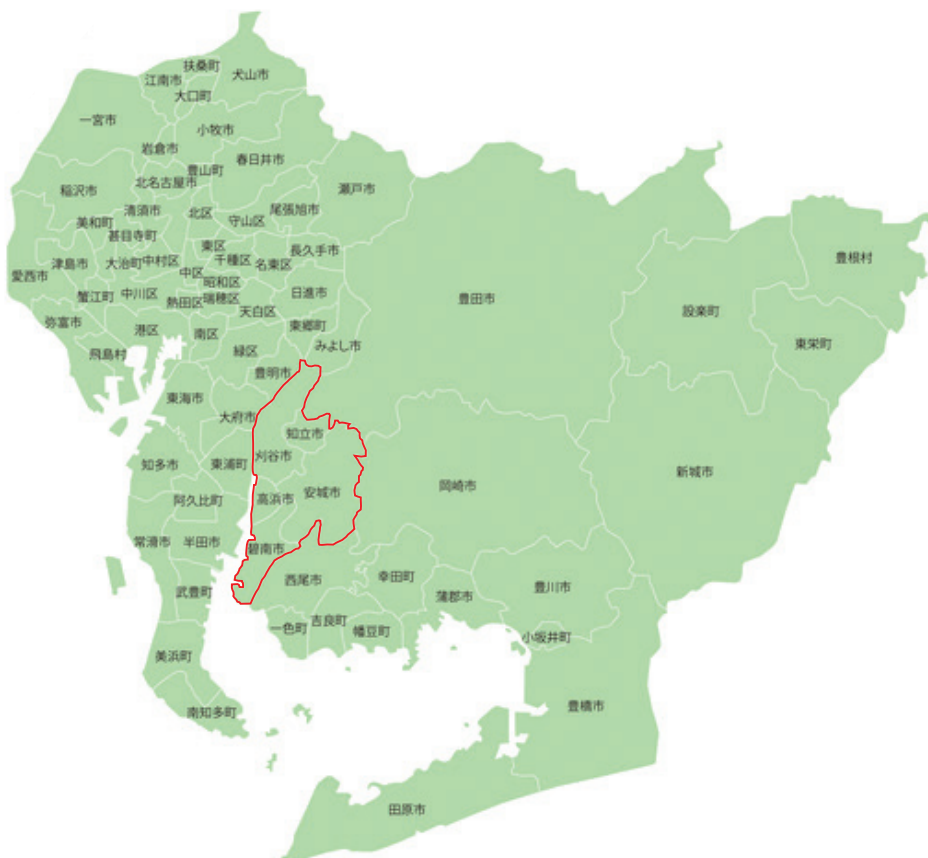 扶桑町
江南市
犬山市
大口町
一宮市
小牧市
岩倉市
春日井市
豊山町
北名古屋市
瀬戸市
稲沢市
清須市
北区
守山区
尾張旭市
美和町
甚目寺町
東区
長久手市
千種区
名東区
津島市
大治町
中村区
中区
愛西市
昭和区
豊根村
蟹江町
中川区
熱田区
瑞穂区
日進市
豊田市
天白区
設楽町
弥富市
港区
南区
東郷町
みよし市
東栄町
飛島村
緑区
豊明市
東海市
大府市
知立市
刈谷市
知多市
東浦町
新城市
岡崎市
安城市
阿久比町
高浜市
常滑市
半田市
碧南市
西尾市
幸田町
豊川市
武豊町
蒲郡市
吉良町
一色町
幡豆町
小坂井町
美浜町
豊橋市
南知多町
田原市